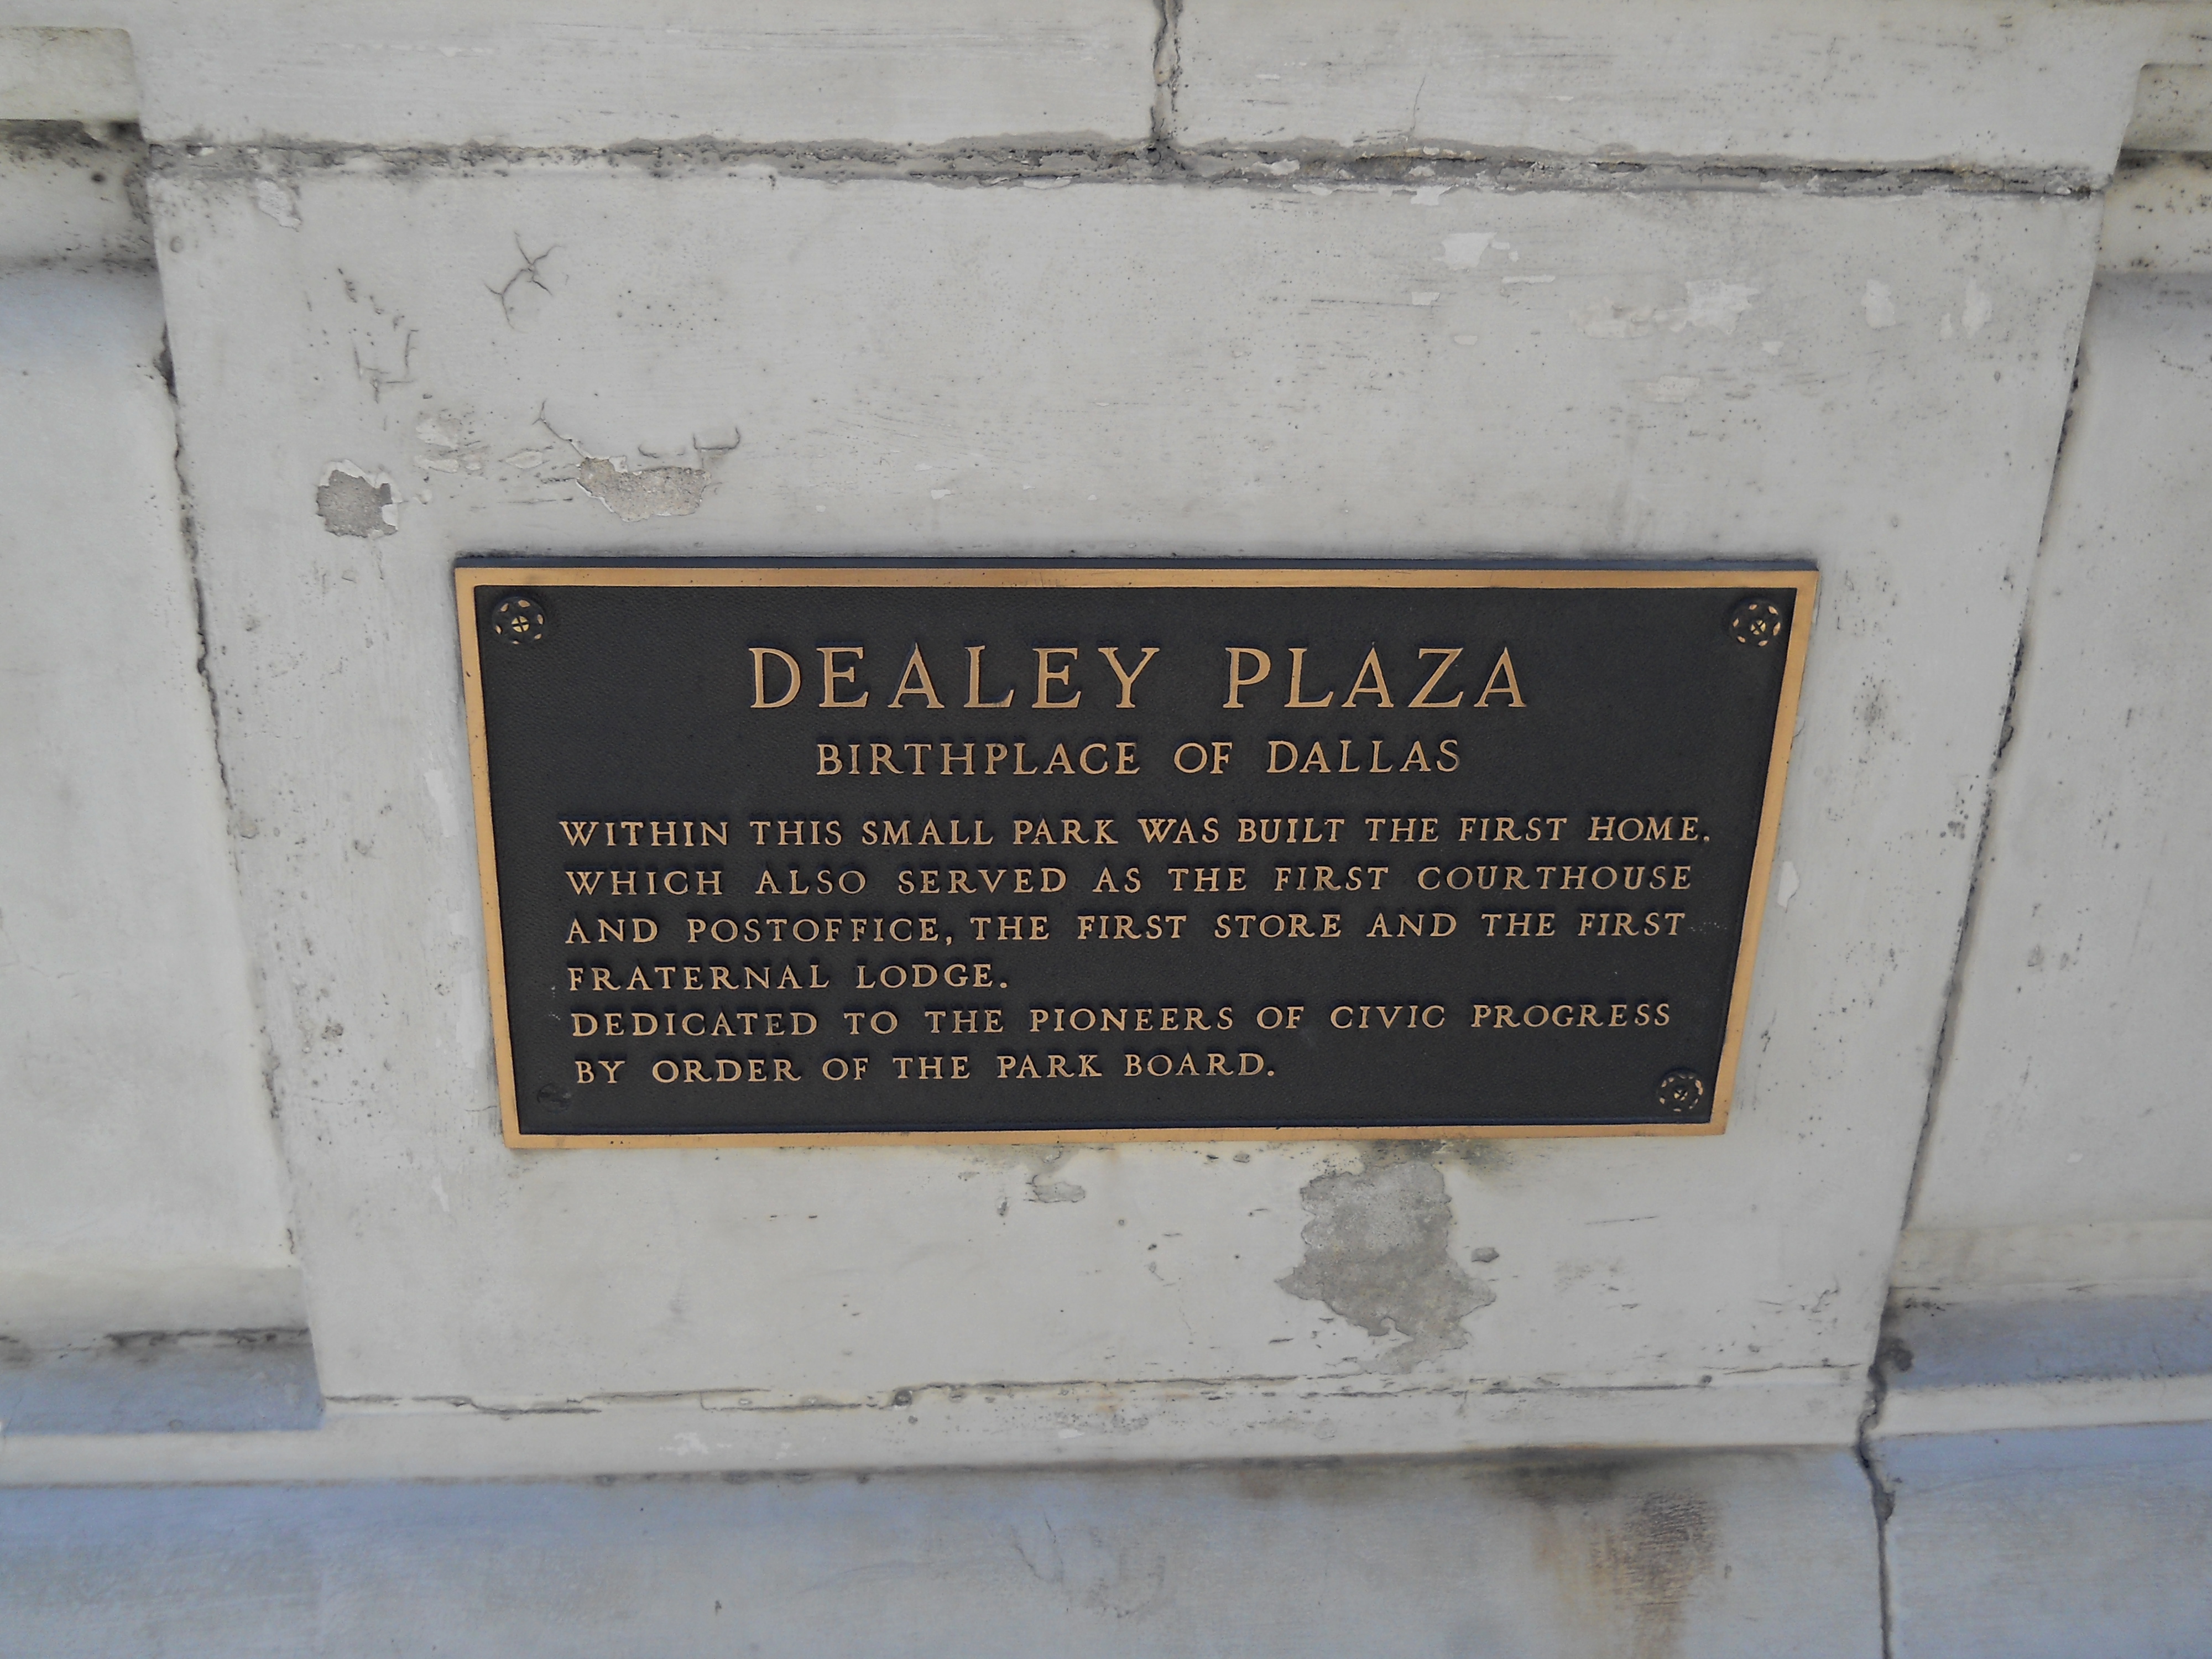 DEALEY PLAZA
BIRTHPLACE OF DALLAS
WITHIN THIS SMALL PARK WAS BUILT THE FIRST HOME,
WHICH ALSO SERVED AS THE FIRST COURTHOUSE
AND POSTOFFICE, THE FIRST STORE AND THE FIRST
FRATERNAL LODGE.
DEDICATED TO THE PIONEERS OF CIVIC PROGRESS
BY ORDER OF THE PARK BOARD.